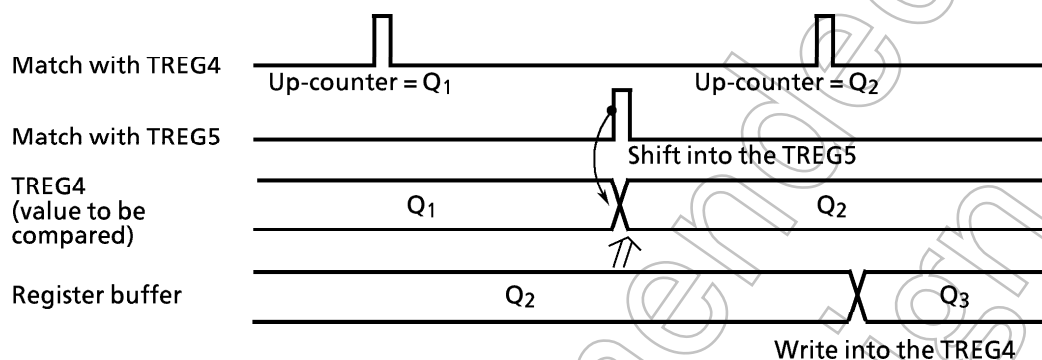 Match with TREG4
Up-counter = Q1
Up-counter = Q2
Match with TREG5
Shift into the TREG5
TREG4
(value to be
compared)
Q1
Q2
Register buffer
Q2
Q3
Write into the TREG4